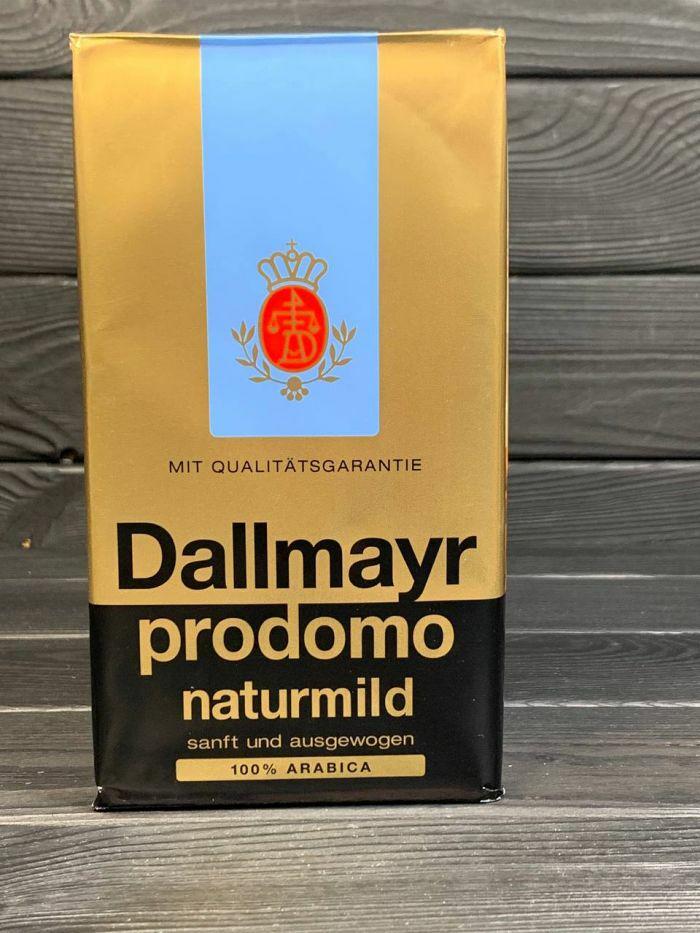 MIT QUALITÄTSGARANTIE
Dallmayr
prodomo
naturmild
sanft und ausgewogen
100% ARABICA